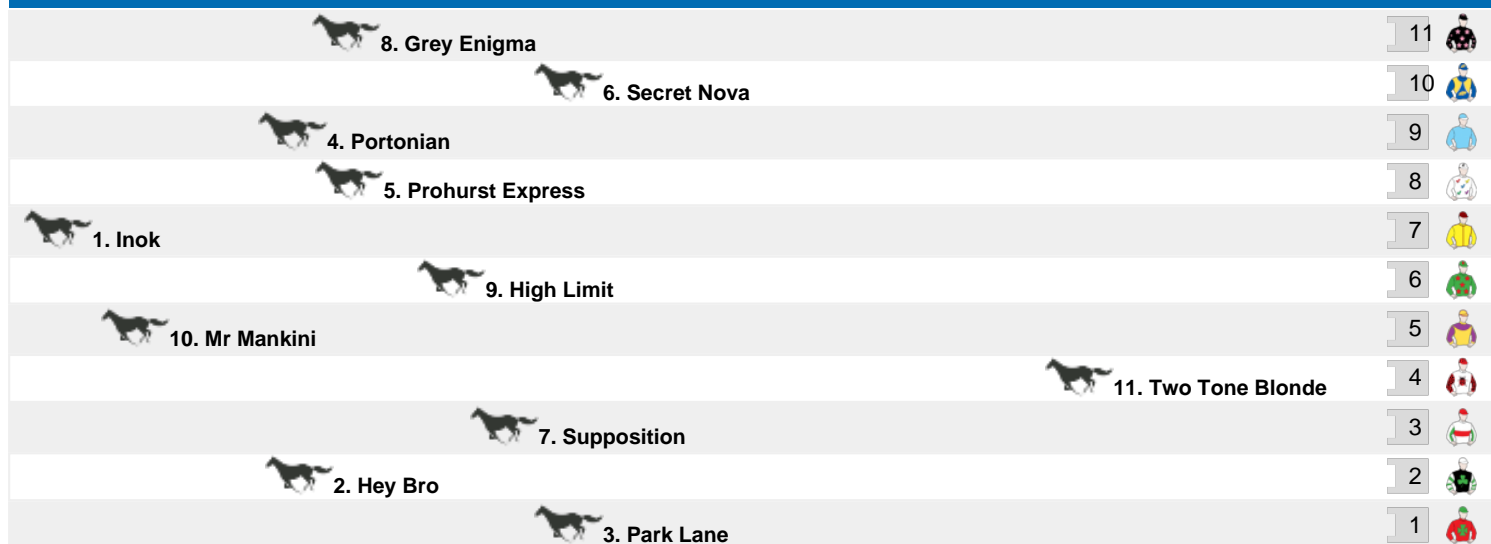 8. Grey Enigma 11
6. Secret Nova 10
4. Portonian 9
5. Prohurst Express 8
1. Inok 7
9. High Limit 6
10. Mr Mankini 5
11. Two Tone Blonde 4
7. Supposition 3
2. Hey Bro 2
3. Park Lane 1